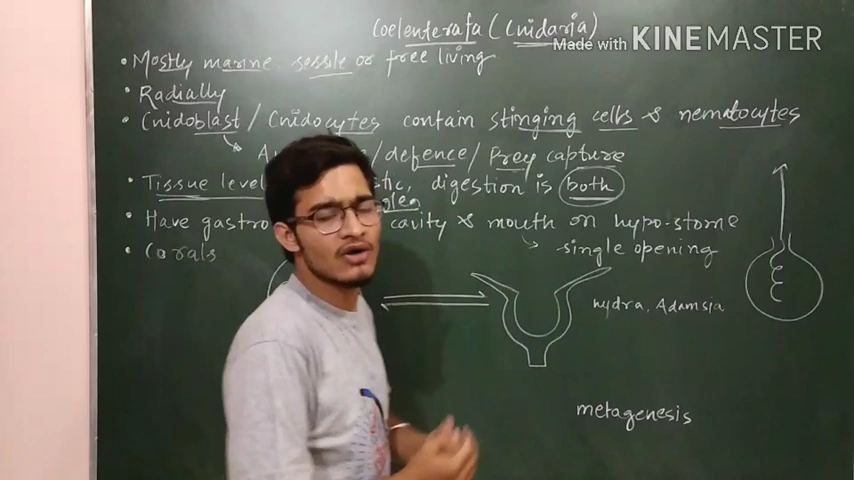 Coelenterata (Cnidaria)
Made with KINEMASTER
• Mostly marine, sessile or free living
• Radially
• Cnidoblast / Cnidocytes contain stinging cells & nematocytes
/ defence / Prey capture
• Tissue level stic, digestion is both
• Have gastro cavity & mouth on hypo-stome
single opening
• Corals
hydra, Adamsia
metagenesis